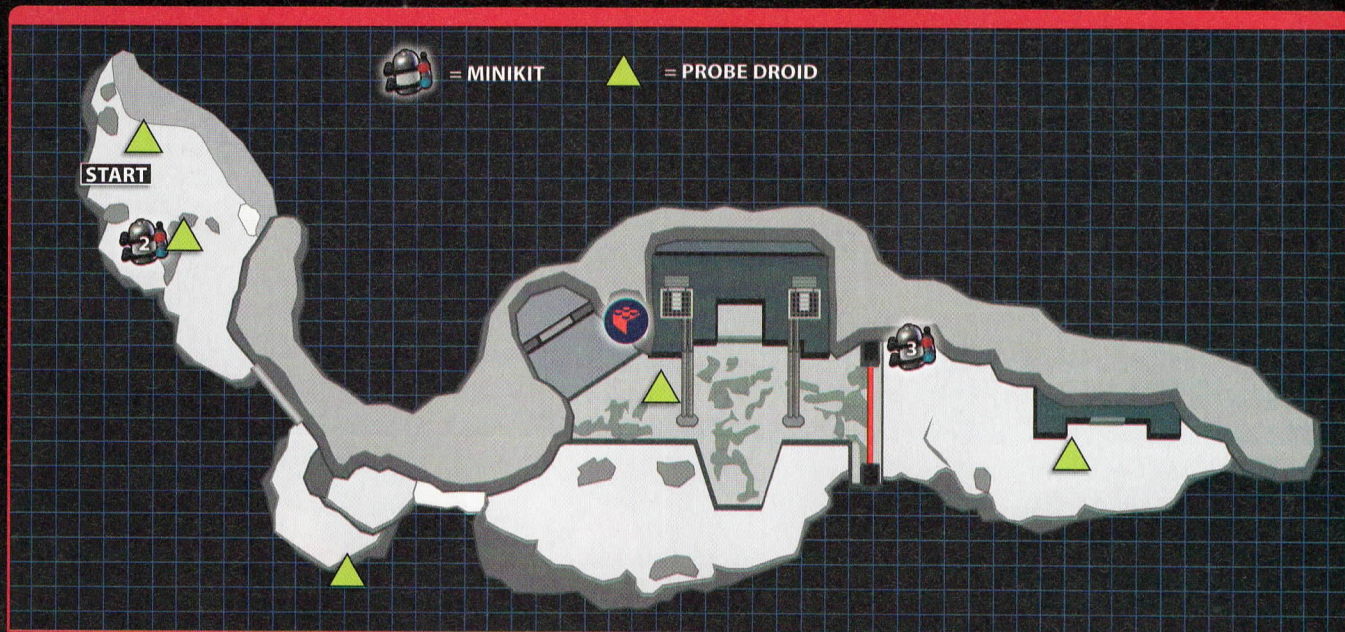 = MINIKIT
= PROBE DROID
START
2
3